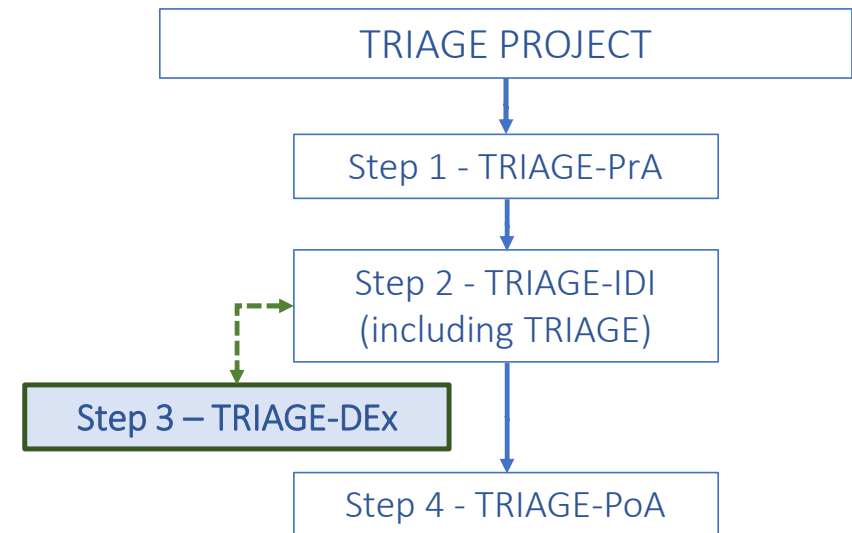 TRIAGE PROJECT
Step 1 - TRIAGE-PrA
Step 2 - TRIAGE-IDI
(including TRIAGE)
Step 3 – TRIAGE-DEx
Step 4 - TRIAGE-PoA